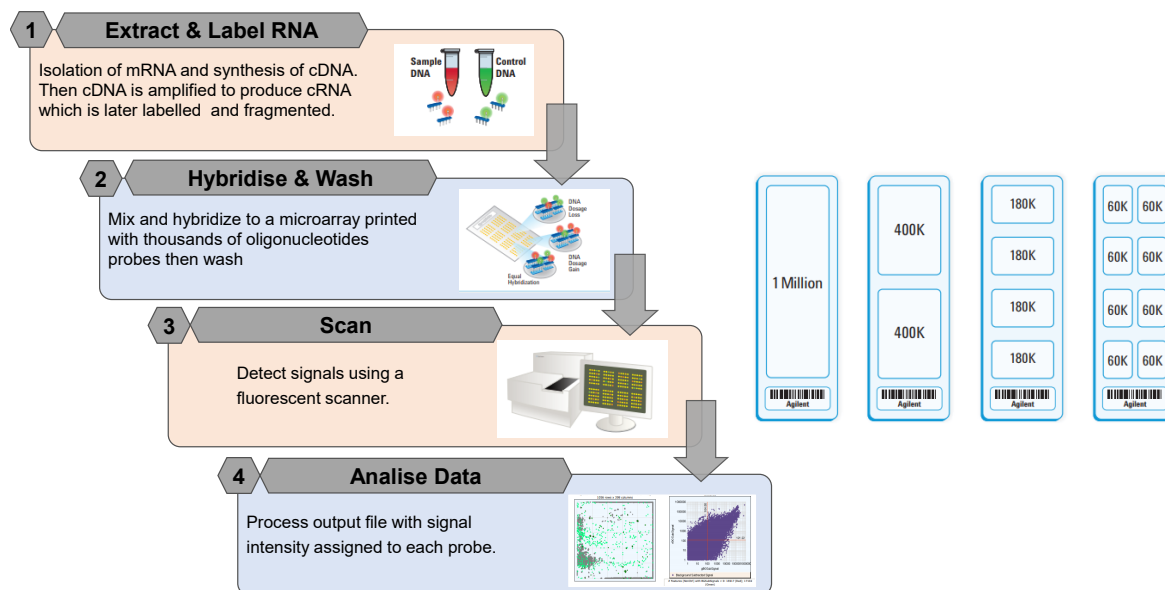 1
Extract & Label RNA
Isolation of mRNA and synthesis of cDNA.
Then cDNA is amplified to produce cRNA
which is later labelled and fragmented.
Sample
DNA
Control
DNA
2
Hybridise & Wash
Mix and hybridize to a microarray printed
with thousands of oligonucleotides
probes then wash
DNA
Dosage
Loss
DNA
Dosage
Gain
Equal
Hybridization
3
Scan
Detect signals using a
fluorescent scanner.
4
Analise Data
Process output file with signal
intensity assigned to each probe.
1 Million
Agilent
400K
400K
Agilent
180K
180K
180K
180K
Agilent
60K 60K
60K 60K
60K 60K
60K 60K
Agilent